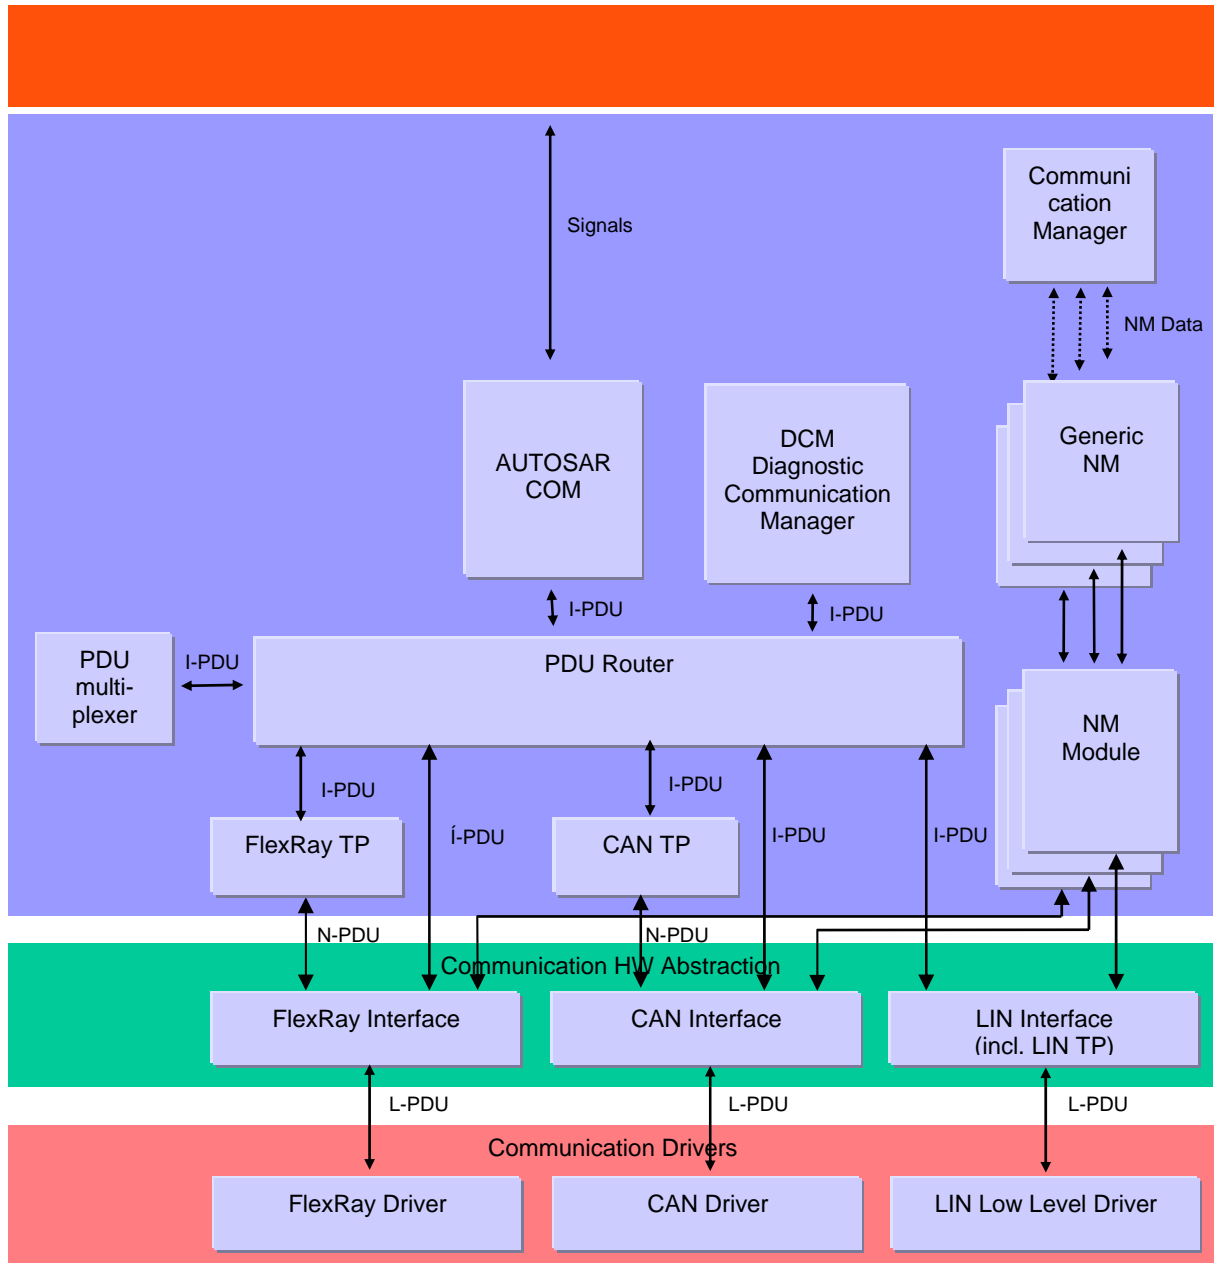 Communi
cation
Manager
Signals
NM Data
AUTOSAR
COM
DCM
Diagnostic
Communication
Manager
Generic
NM
I-PDU
I-PDU
PDU
multi-
plexer
I-PDU
PDU Router
NM
Module
I-PDU
I-PDU
FlexRay TP
Í-PDU
CAN TP
I-PDU
I-PDU
N-PDU
N-PDU
Communication HW Abstraction
FlexRay Interface
CAN Interface
LIN Interface
(incl. LIN TP)
L-PDU
L-PDU
L-PDU
Communication Drivers
FlexRay Driver
CAN Driver
LIN Low Level Driver